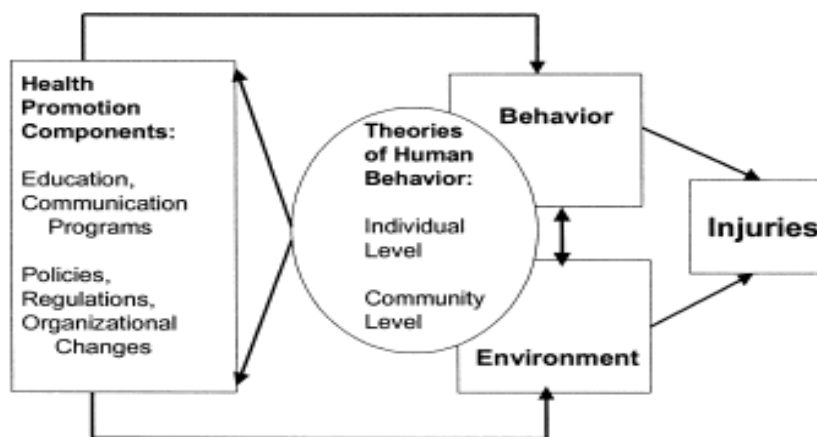 Health
Promotion
Components:
Education,
Communication
Programs
Policies,
Regulations,
Organizational
Changes
Theories
of Human
Behavior:
Individual
Level
Community
Level
Behavior
Environment
Injuries